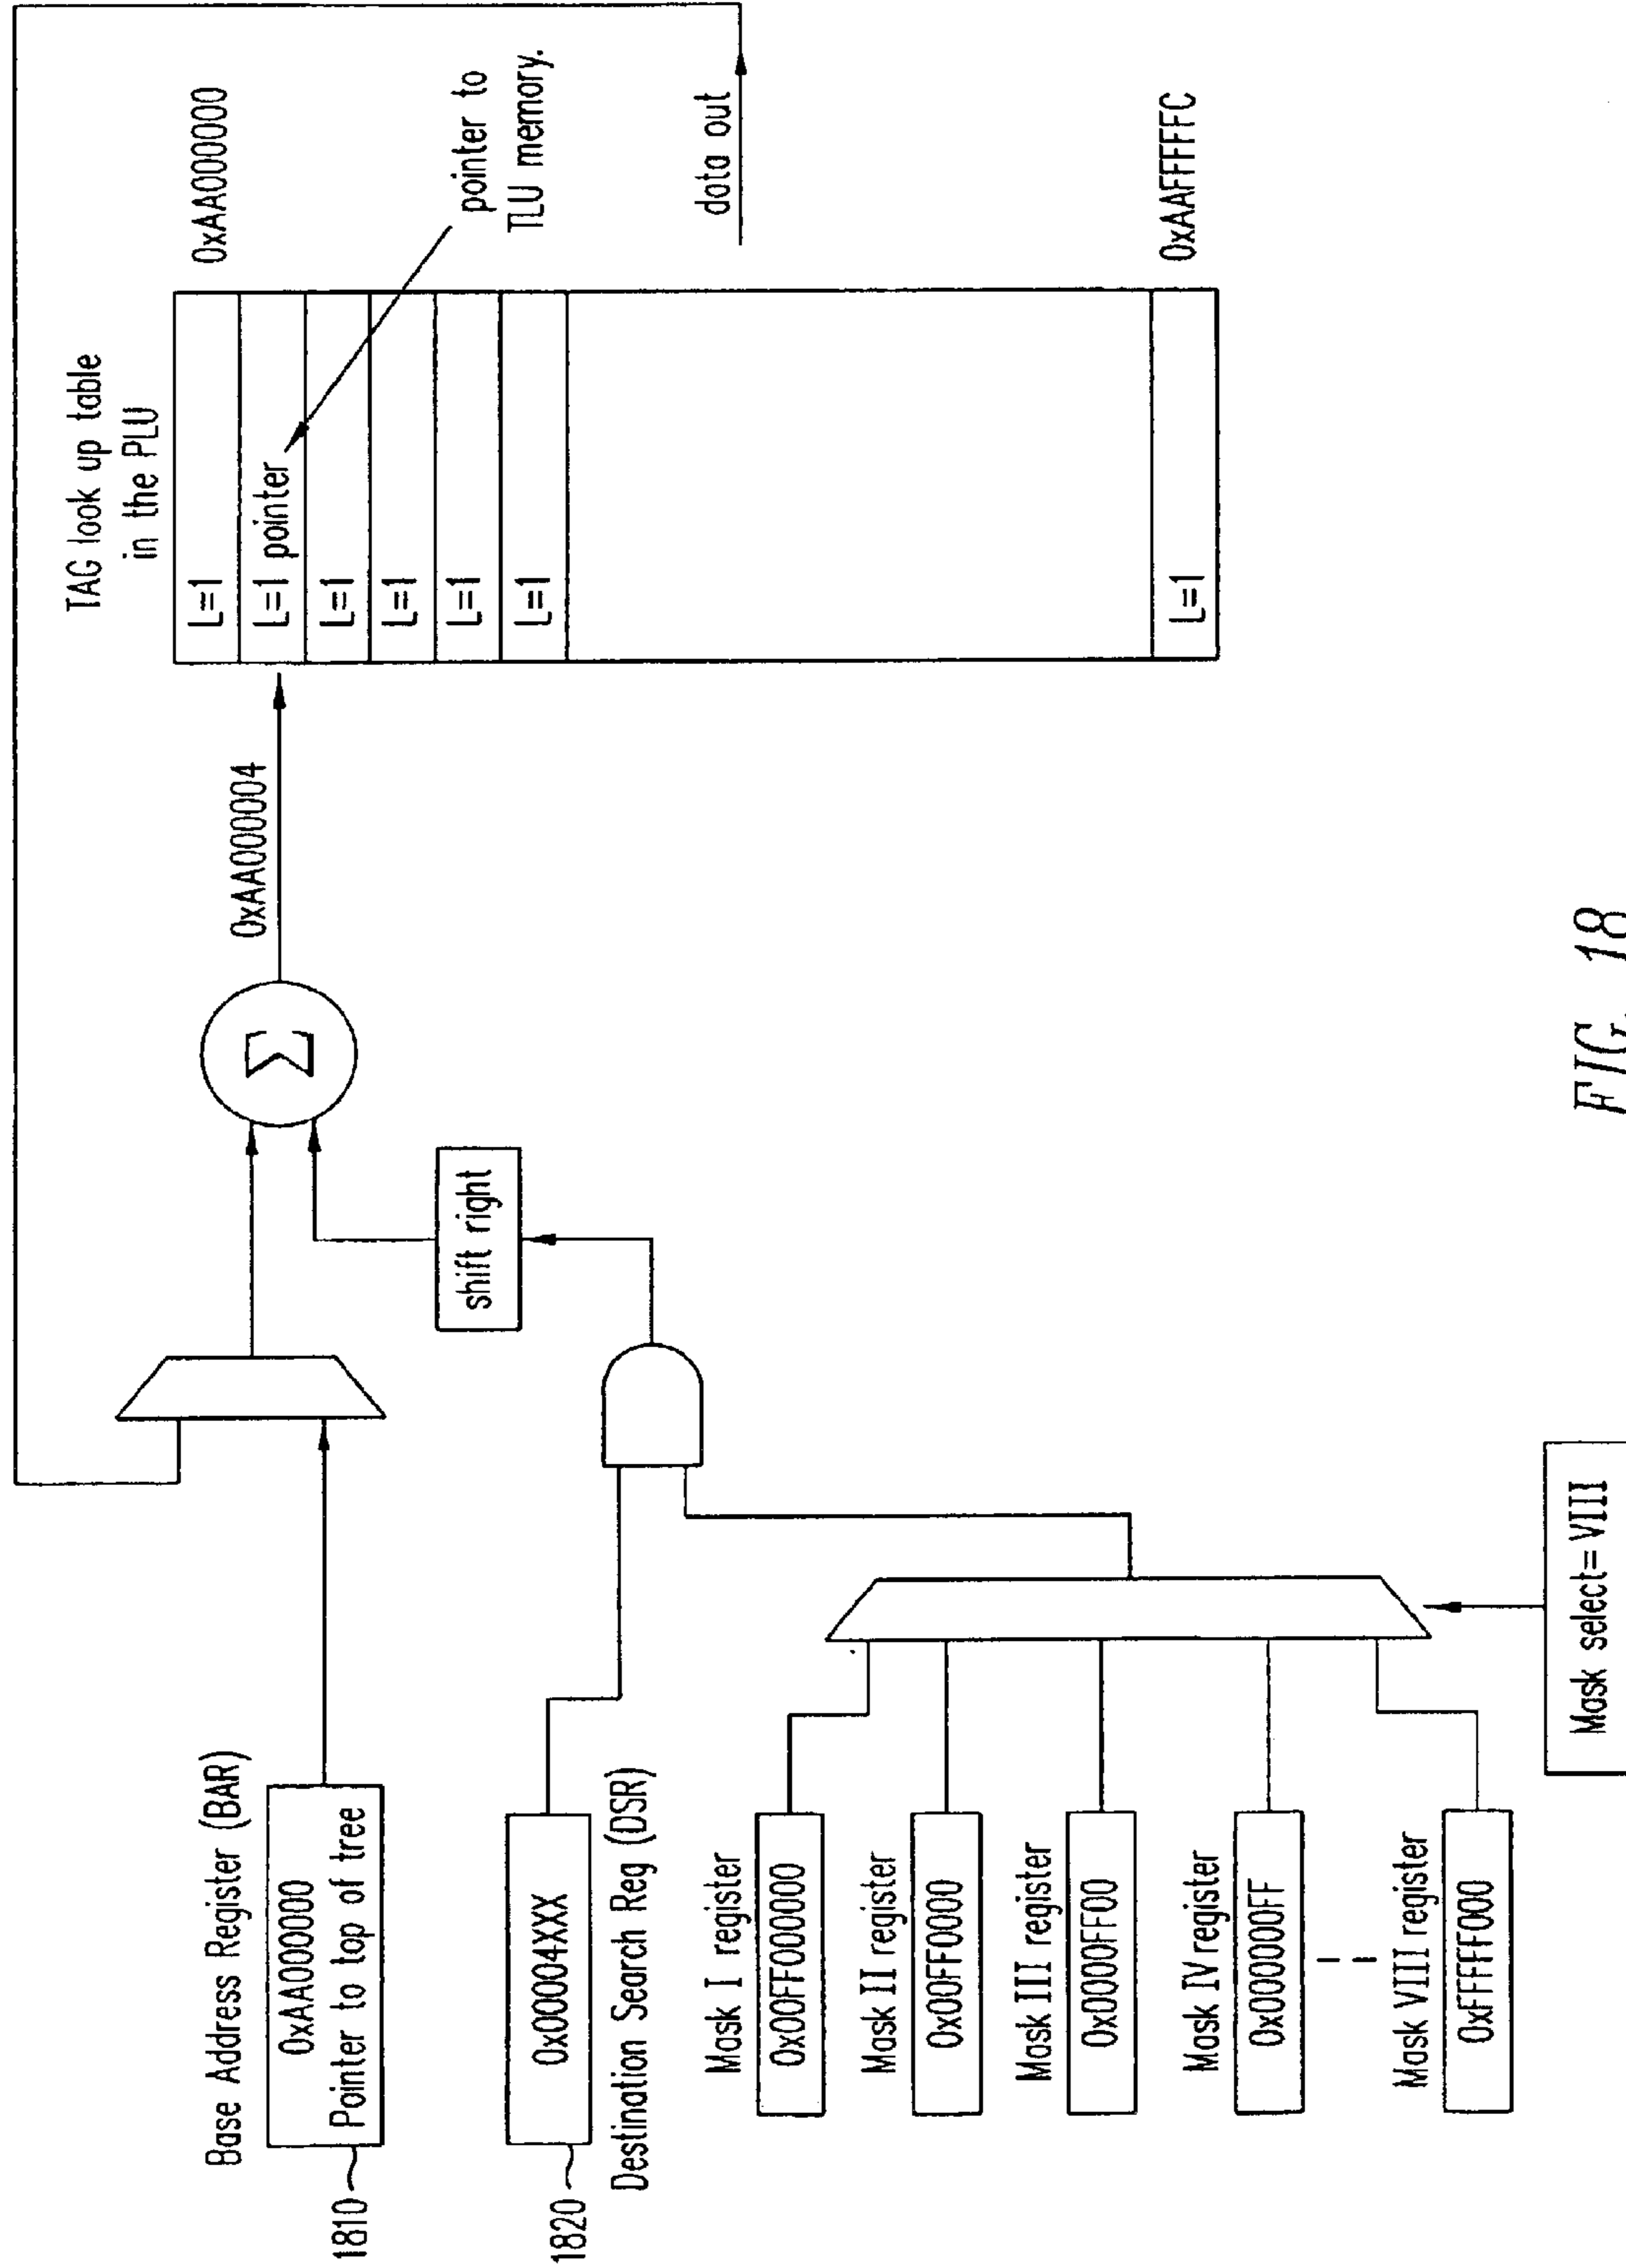 TAG look up table
in the PLU
L=1
0xAA000000
L=1 pointer
L=1
L=1
L=1
L=1
pointer to
TLU memory.
data out
L=1
0xAAFFFFFC
0xAA000004
Σ
shift right
Base Address Register (BAR)
0xAA000000
Pointer to top of tree
1810
0x00004XXX
1820
Destination Search Reg (DSR)
Mask I register
0x00FF00000
Mask II register
0x00FF0000
Mask III register
0x0000FF00
Mask IV register
0x000000FF
Mask VIII register
0xFFFFF000
Mask select= VIII
FIG. 18